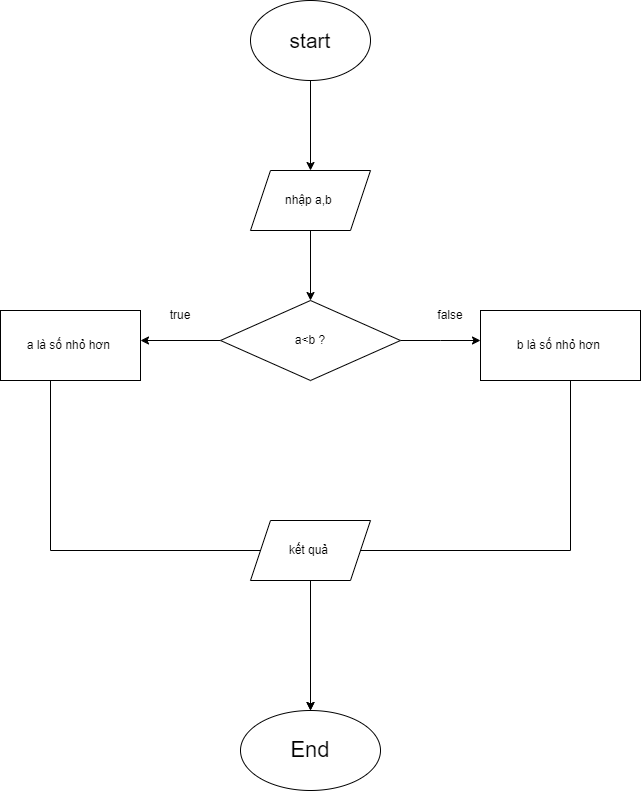 start
nhập a,b
true
false
a là số nhỏ hơn
a<b ?
b là số nhỏ hơn
kết quả
End